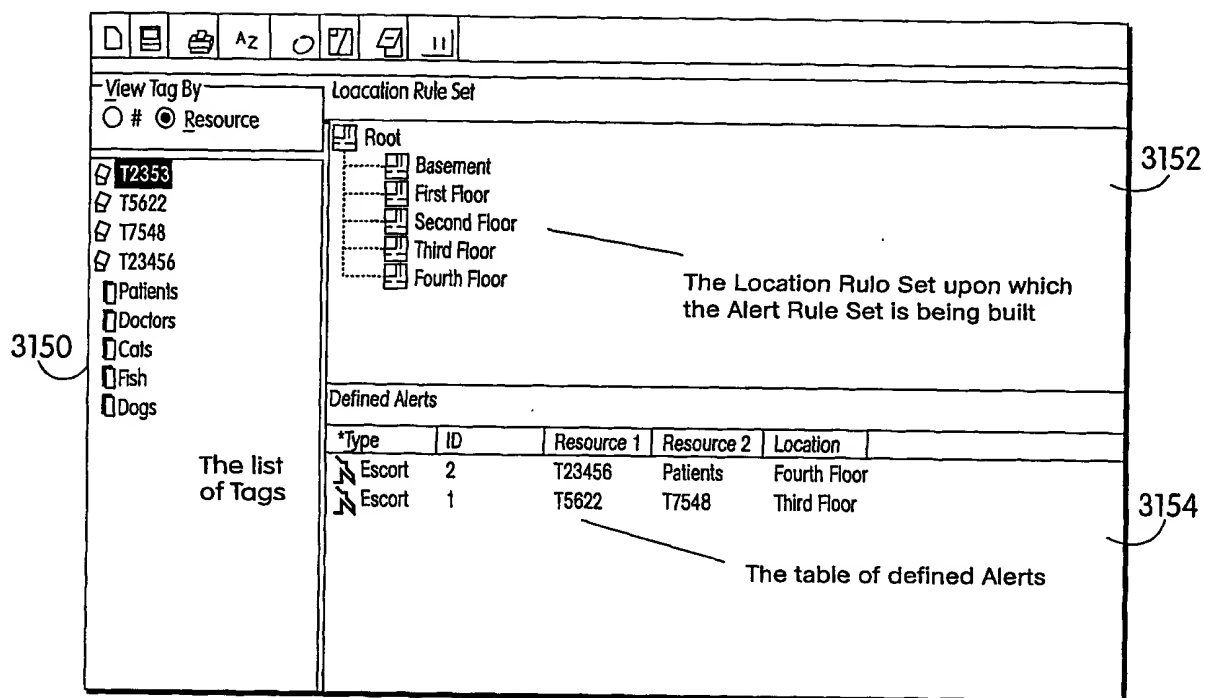 AZ
View Tag By
# Resource
Loacation Rule Set
Root
Basement
First Floor
Second Floor
Third Floor
Fourth Floor
3152
The Location Rulo Set upon which
the Alert Rule Set is being built
T2353
T5622
T7548
T23456
Patients
Doctors
Cats
Fish
Dogs
3150
The list
of Tags
Defined Alerts
*Type ID Resource 1 Resource 2 Location
Escort 2 T23456 Patients Fourth Floor
Escort 1 T5622 T7548 Third Floor
3154
The table of defined Alerts